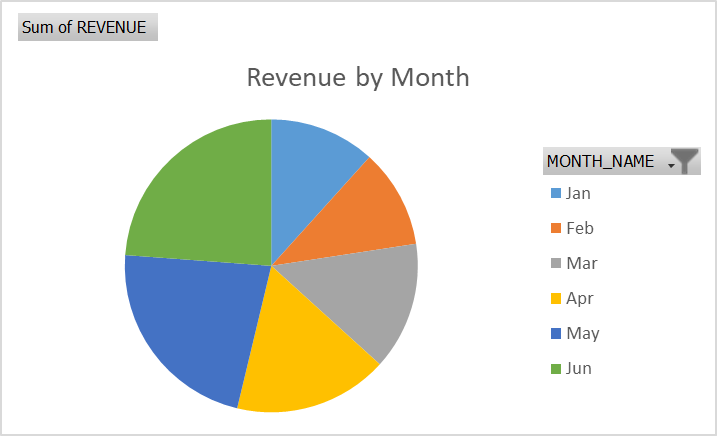 Sum of REVENUE
Revenue by Month
MONTH_NAME
Jan
Feb
Mar
Apr
May
Jun